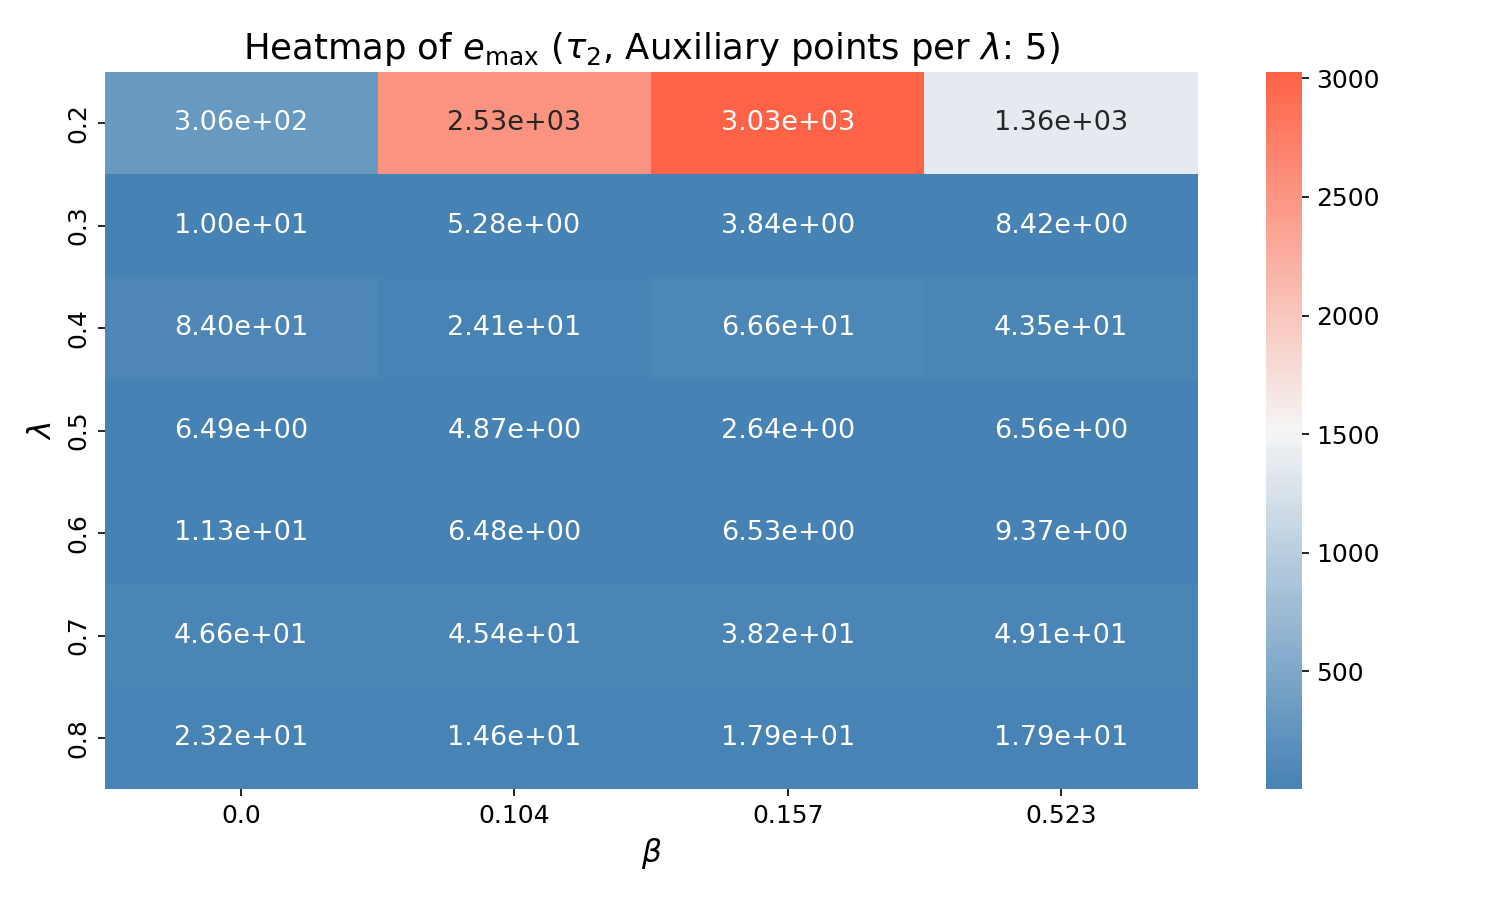 Heatmap of e_max (τ_2, Auxiliary points per λ: 5)
0.2 3.06e+02 2.53e+03 3.03e+03 1.36e+03
0.3 1.00e+01 5.28e+00 3.84e+00 8.42e+00
0.4 8.40e+01 2.41e+01 6.66e+01 4.35e+01
0.5 6.49e+00 4.87e+00 2.64e+00 6.56e+00
0.6 1.13e+01 6.48e+00 6.53e+00 9.37e+00
0.7 4.66e+01 4.54e+01 3.82e+01 4.91e+01
0.8 2.32e+01 1.46e+01 1.79e+01 1.79e+01
λ
0.0 0.104 0.157 0.523
β
3000
2500
2000
1500
1000
500